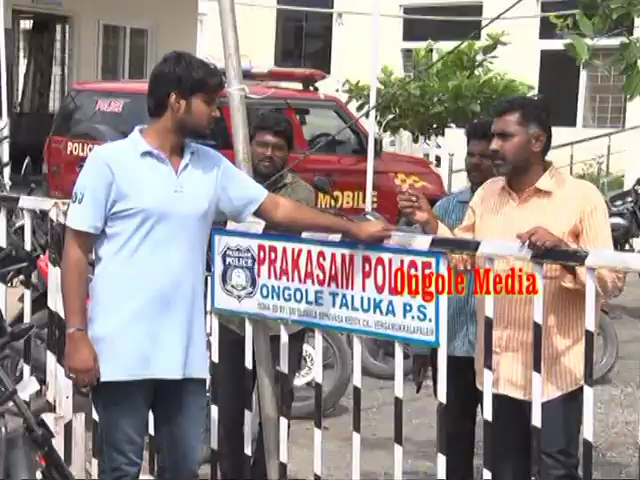 POLICE
POLICE
MOBILE
PRAKASAM POLICE
ONGOLE TALUKA P.S.
Ongole Media